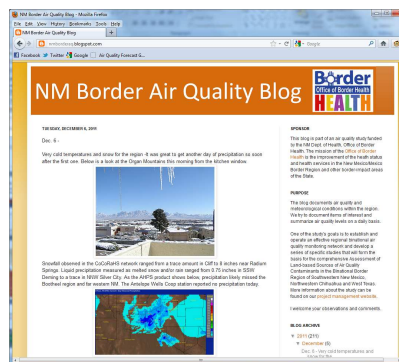 NM Border Air Quality Blog - Mozilla Firefox
File Edit View History Bookmarks Tools Help
NM Border Air Quality Blog
blogspot.com
Google
Facebook Twitter Google Air Quality Forecast G...
NM Border Air Quality Blog
Border
Office of Border Health
HEALTH
TUESDAY, DECEMBER 6, 2011
Dec. 6 -
Very cold temperatures and snow for the region -It was great to get another day of precipitation so soon
after the first one. Below is a look at the Organ Mountains this morning from the kitchen window.
Snowfall observed in the CoCoRaHS network ranged from a trace amount in Cliff to 8 inches near Radium
Springs. Liquid precipitation measured as melted snow and/or rain ranged from 0.75 inches in SSW
Deming to a trace in NNW Silver City. As the AHPS product shows below, precipitation likely missed the
Bootheel region and far western NM. The Antelope Wells Coop station reported no precipitation today.
SPONSOR
This blog is part of an air quality study funded
by the NM Dept. of Health, Office of Border
Health. The mission of the Office of Border
Health is the improvement of the health status
and health services in the New Mexico/Mexico
Border Region and other border-impact areas
of the State.
PURPOSE
The blog documents air quality and
meteorological conditions within the region.
We try to document items of interest and
summarize air quality levels on a daily basis.
One of the study's goals is to establish and
operate an effective regional binational air
quality monitoring network and develop a
series of specific studies that will form the
basis for the comprehensive Assessment of
Land-based Sources of Air Quality
Contaminants in the Binational Border
Region of Southwestern New Mexico,
Northwestern Chihuahua and West Texas.
More information about the study can be
found on our project management website.
I welcome your observations and comments.
BLOG ARCHIVE
▼ 2011 (211)
▼ December (6)
Dec. 6 - Very cold temperatures and